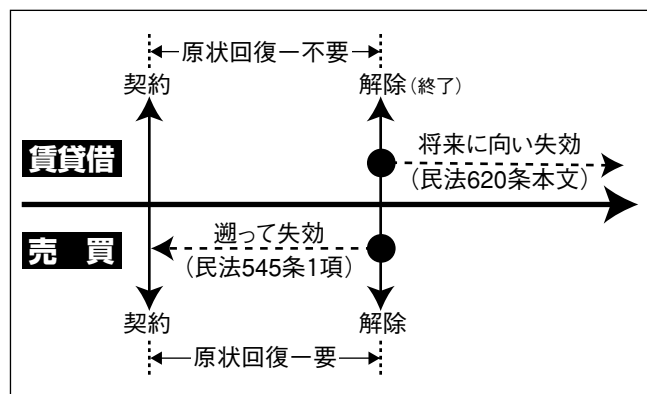 原状回復ー不要
契約
解除(終了)
賃貸借
将来に向い失効
(民法620条本文)
売 買
遡って失効
(民法545条1項)
契約
解除
原状回復ー要